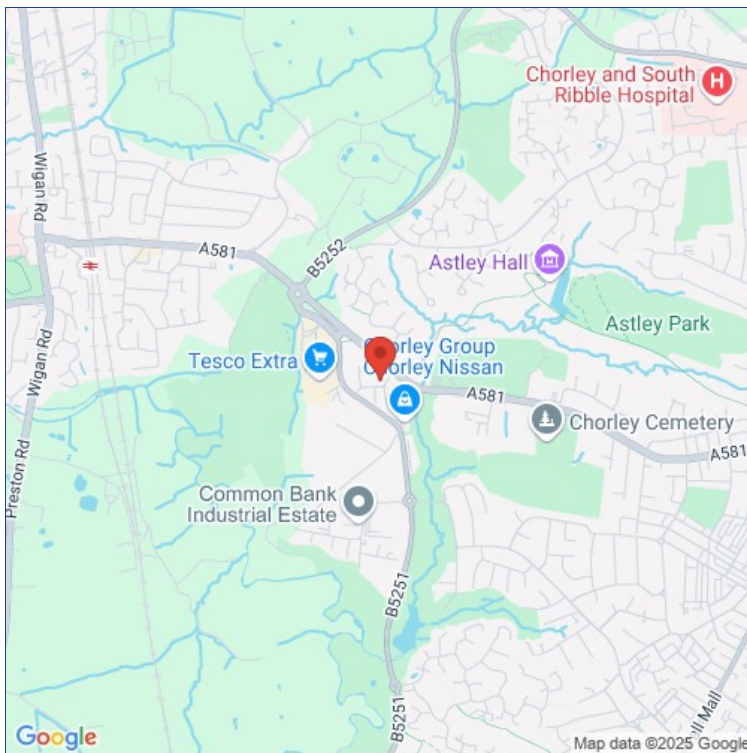 Chorley and South
Ribble Hospital
H
Wigan Rd
A581
B5252
Astley Hall
Astley Park
Tesco Extra
Chorley Group
Chorley Nissan
A581
Chorley Cemetery
A581
Wigan Rd
Preston Rd
Common Bank
Industrial Estate
B5251
B5251
ell Mall
Google
Map data ©2025 Google